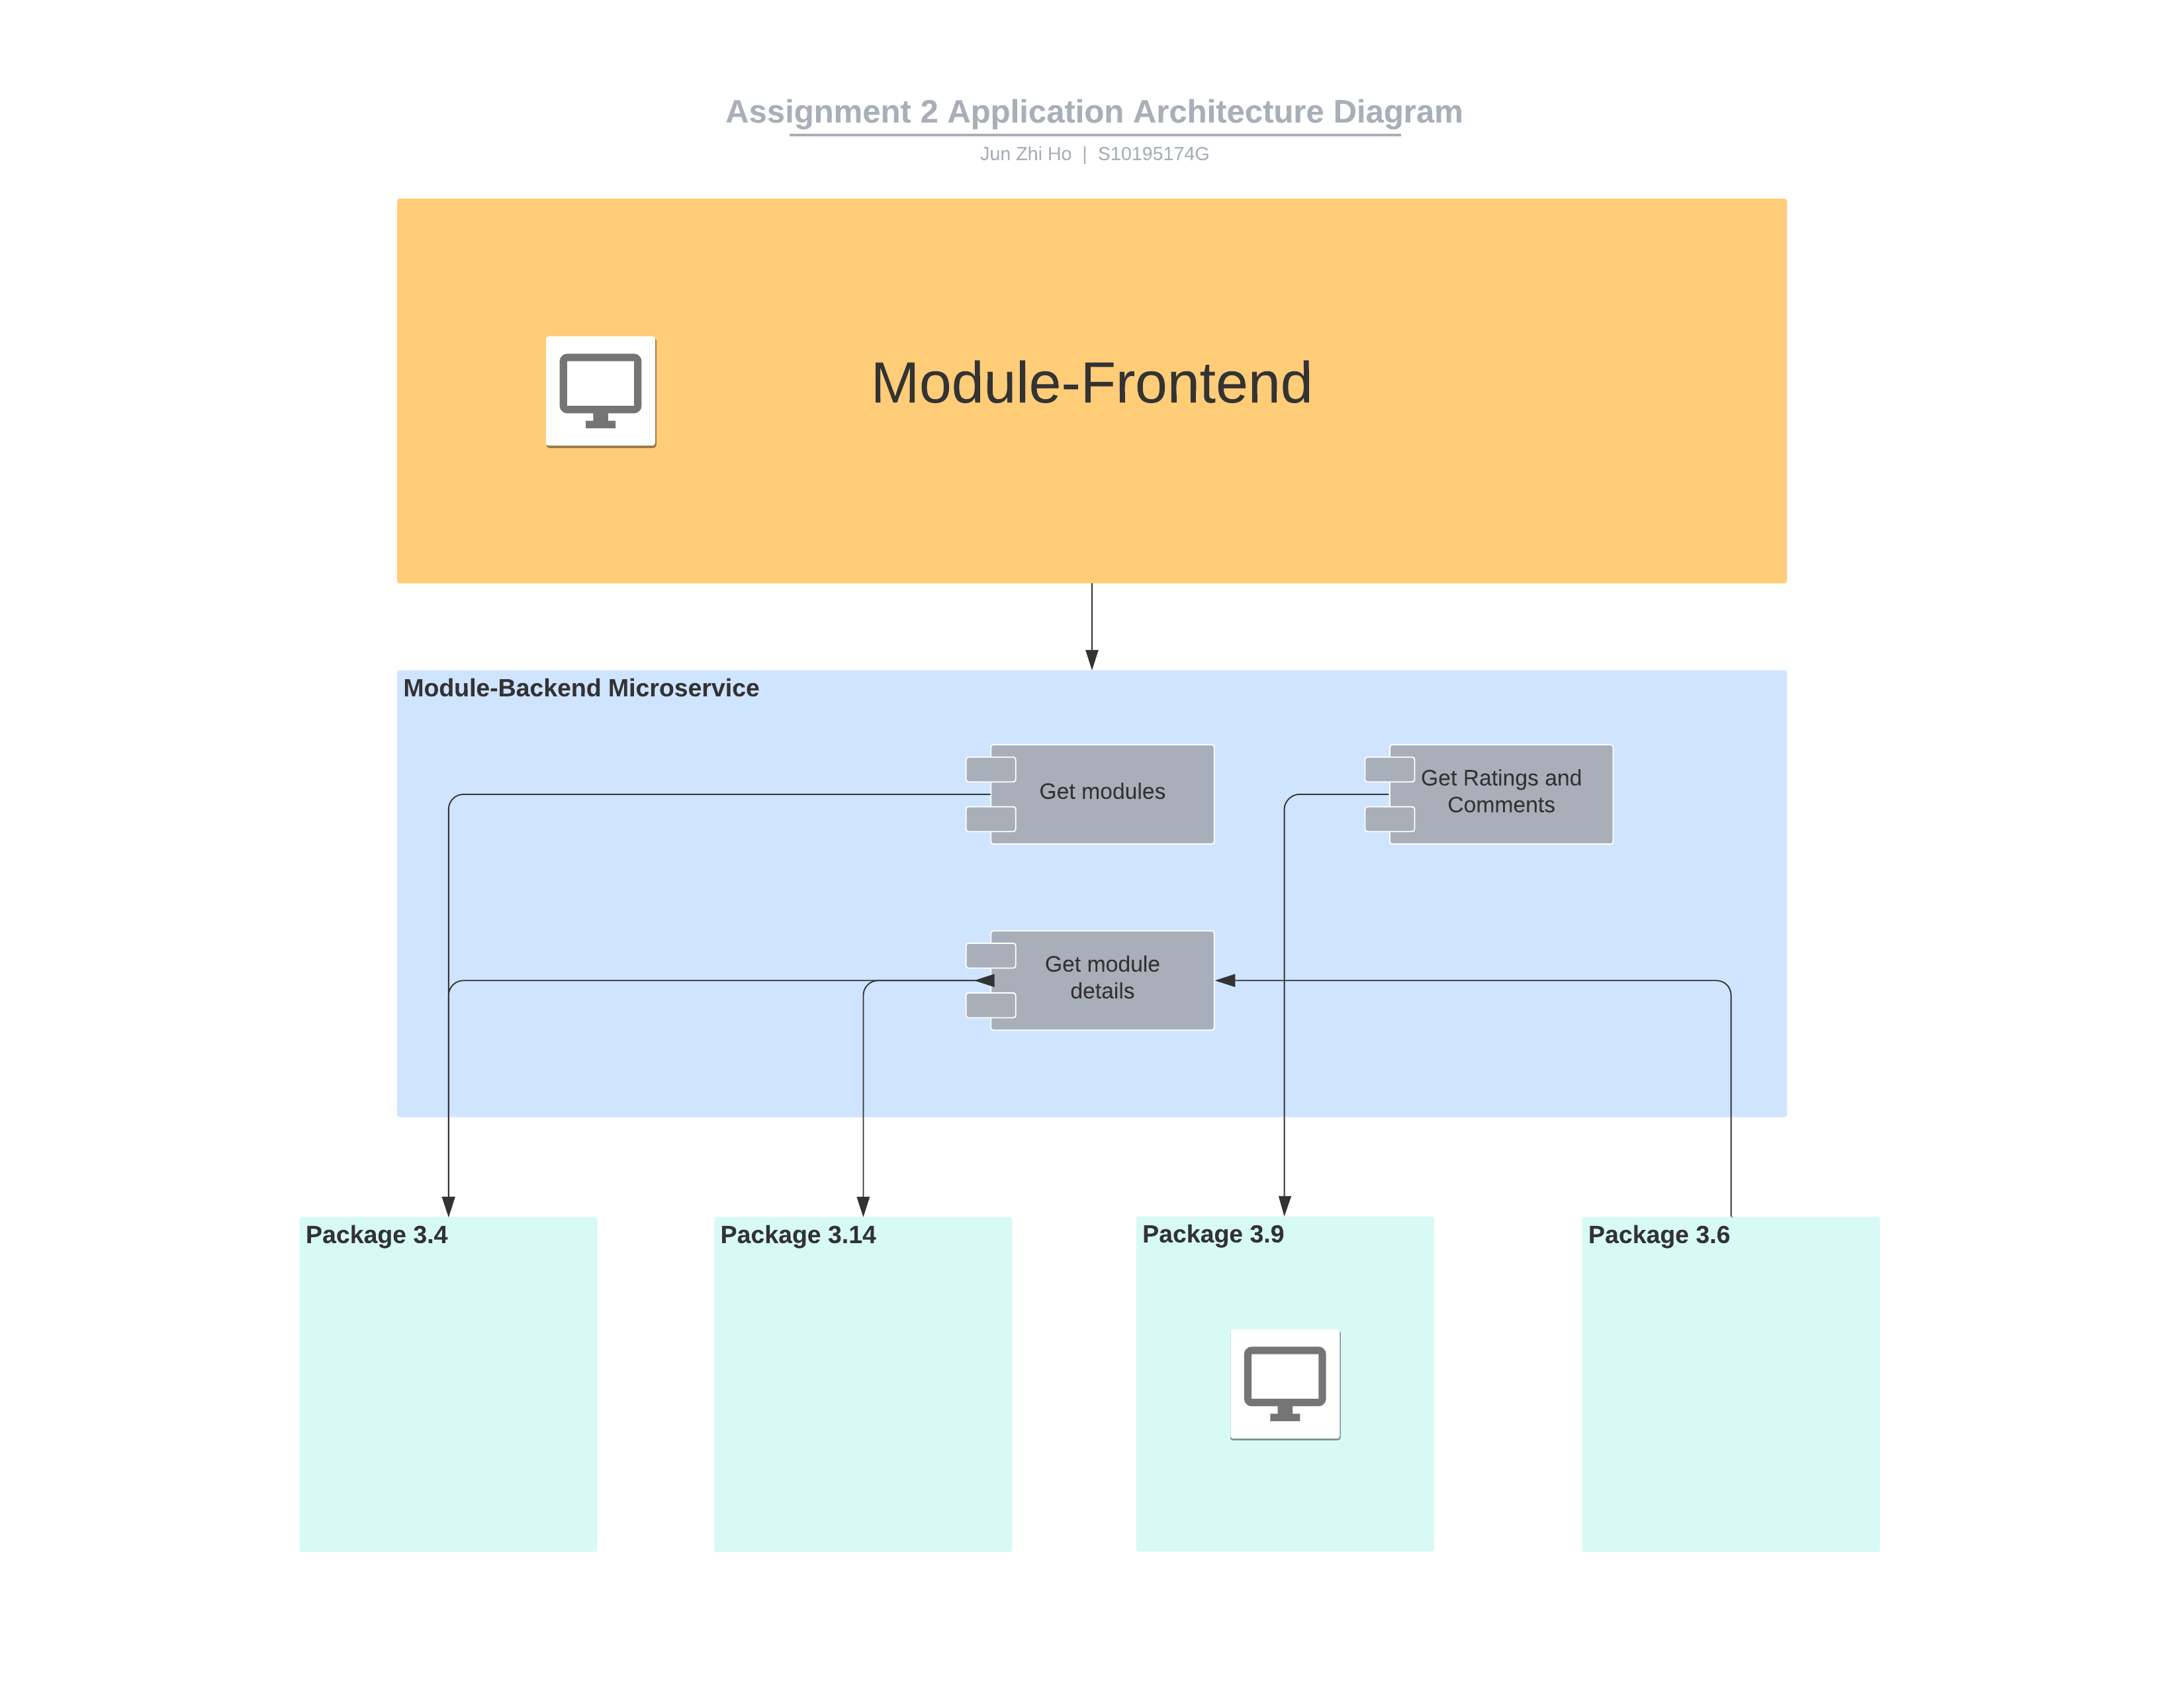 Assignment 2 Application Architecture Diagram
Jun Zhi Ho | S10195174G
Module-Frontend
Module-Backend Microservice
Get modules
Get Ratings and
Comments
Get module
details
Package 3.4
Package 3.14
Package 3.9
Package 3.6